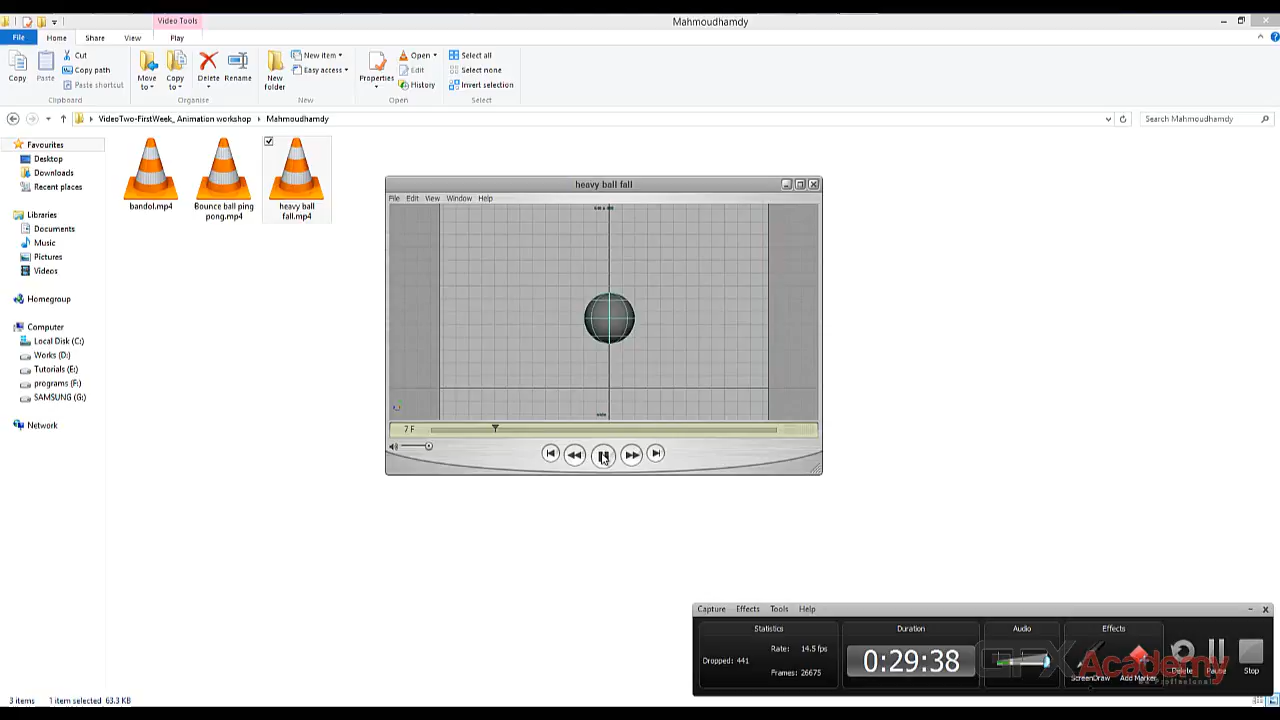 Video Tools
Mahmoudhamdy
File
Home
Share
View
Play
Copy
Paste
Cut
Copy path
Paste shortcut
Clipboard
Move to
Copy to
Delete
Rename
Organise
New folder
New item
Easy access
New
Properties
Open
Edit
History
Open
Select all
Select none
Invert selection
Select
VideoTwo-FirstWeek_ Animation workshop
Mahmoudhamdy
Search Mahmoudhamdy
Favourites
Desktop
Downloads
Recent places
Libraries
Documents
Music
Pictures
Videos
Homegroup
Computer
Local Disk (C:)
Works (D:)
Tutorials (E:)
programs (F:)
SAMSUNG (G:)
Network
bandol.mp4
Bounce ball ping
pong.mp4
heavy ball
fall.mp4
heavy ball fall
File Edit View Window Help
7 F
Capture Effects Tools Help
Statistics
Dropped: 441
Rate: 14.5 fps
Frames: 26675
Duration
0:29:38
Audio
Effects
ScreenDraw
Add Marker
Delete
Pause
Stop
GFXAcademy
3 items 1 item selected 63.3 KB